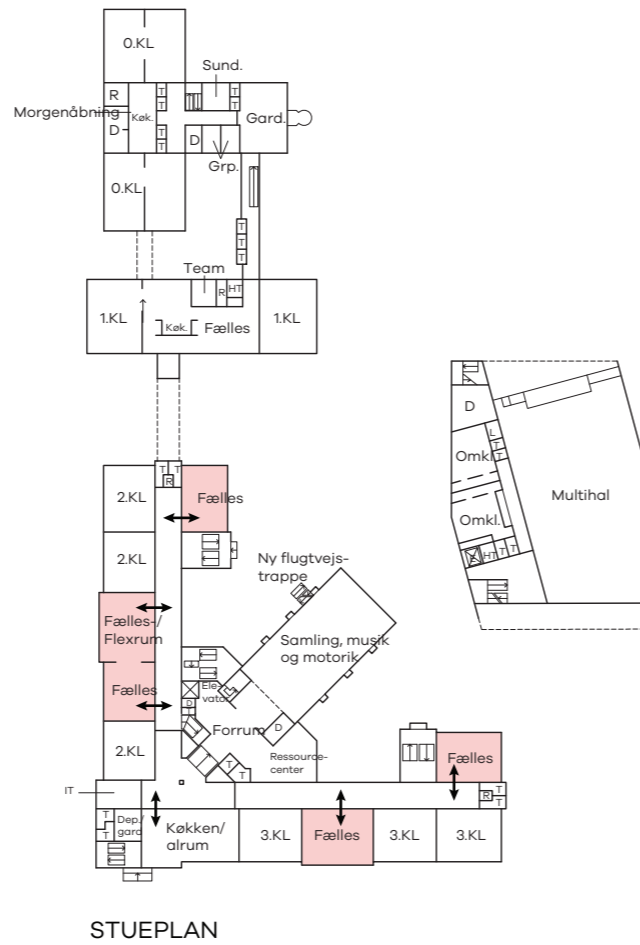 0.KL
Sund.
R
T
T
T
T
Morgenåbning
Køk.
Gard.
D
T
T
D
Grp.
0.KL
T
T
T
Team
R
HT
1.KL
Køk.
Fælles
1.KL
D
L
T
T
Omkl.
Multihal
Omkl.
E
HT
T
T
T
T
R
2.KL
Fælles
2.KL
Ny flugtvejs-
trappe
Fælles-/
Flexrum
Samling, musik
og motorik
Fælles
Ele-
vator
D
T
Forrum
D
2.KL
Ressource-
center
Fælles
T
T
IT
R
T
T
T
T
Dep./
gard
Køkken/
alrum
3.KL
Fælles
3.KL
3.KL
STUEPLAN